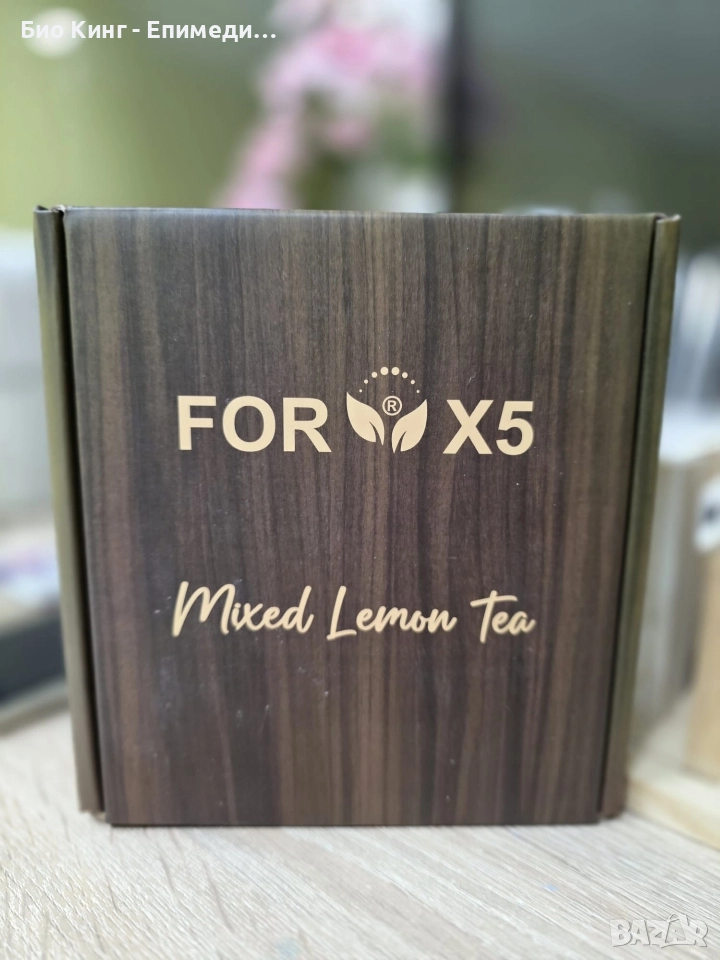 Био Кинг - Епимеди...
FOR ® X5
Mixed Lemon Tea
BAZAR